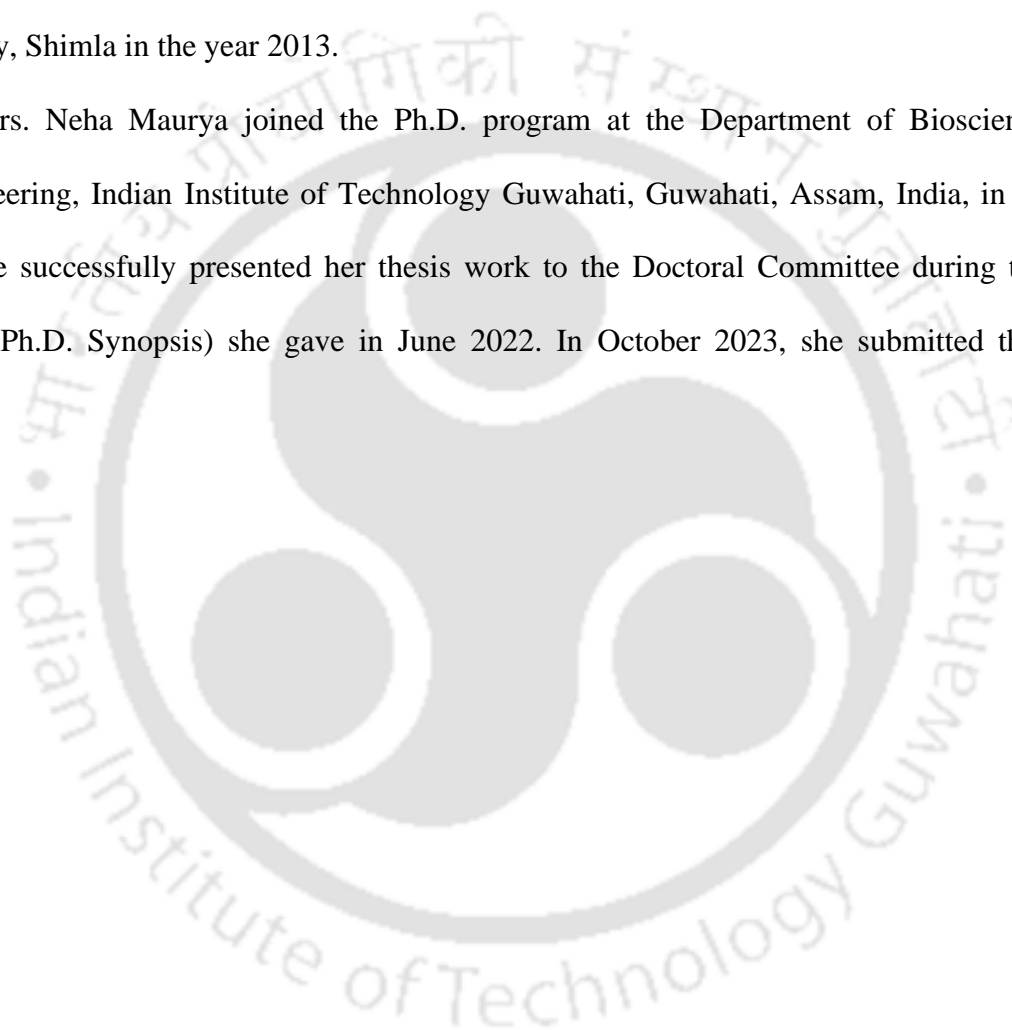 y, Shimla in the year 2013.
rs. Neha Maurya joined the Ph.D. program at the Department of Bioscien
eering, Indian Institute of Technology Guwahati, Guwahati, Assam, India, in
e successfully presented her thesis work to the Doctoral Committee during t
Ph.D. Synopsis) she gave in June 2022. In October 2023, she submitted th
Indian Institute of Technology Guwahati